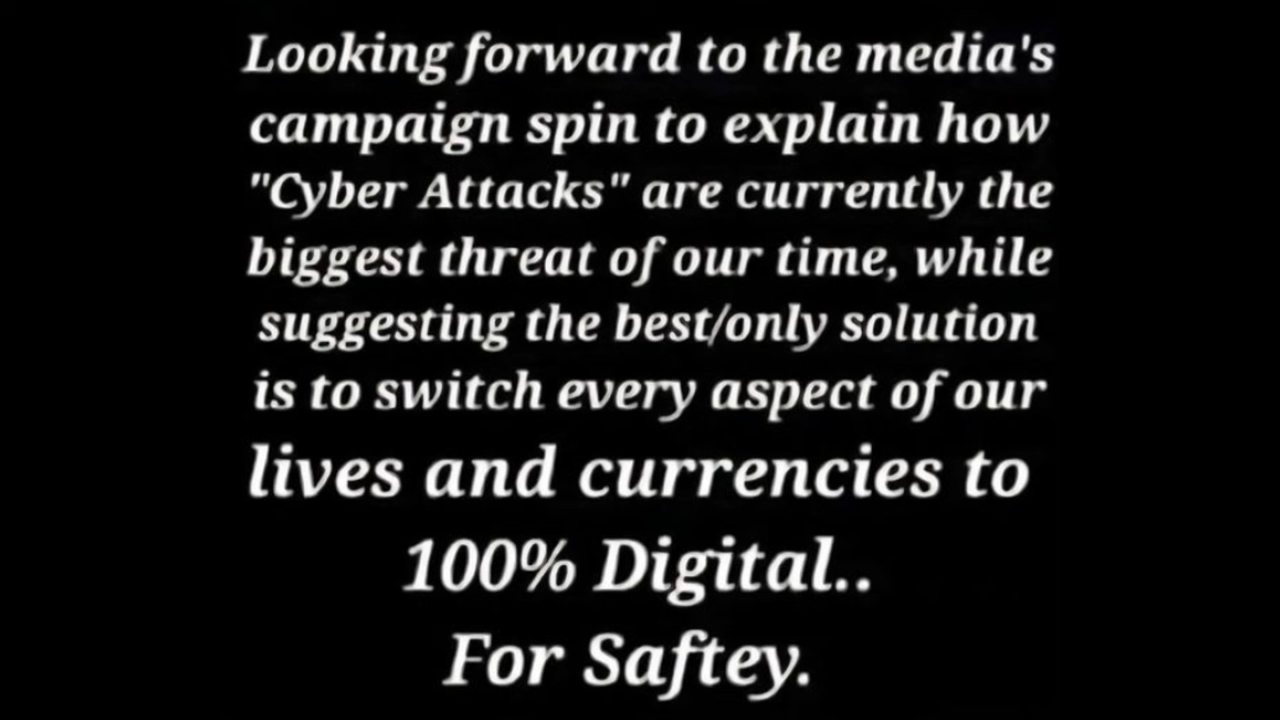 Looking forward to the media's
campaign spin to explain how
"Cyber Attacks" are currently the
biggest threat of our time, while
suggesting the best/only solution
is to switch every aspect of our
lives and currencies to
100% Digital..
For Saftey.